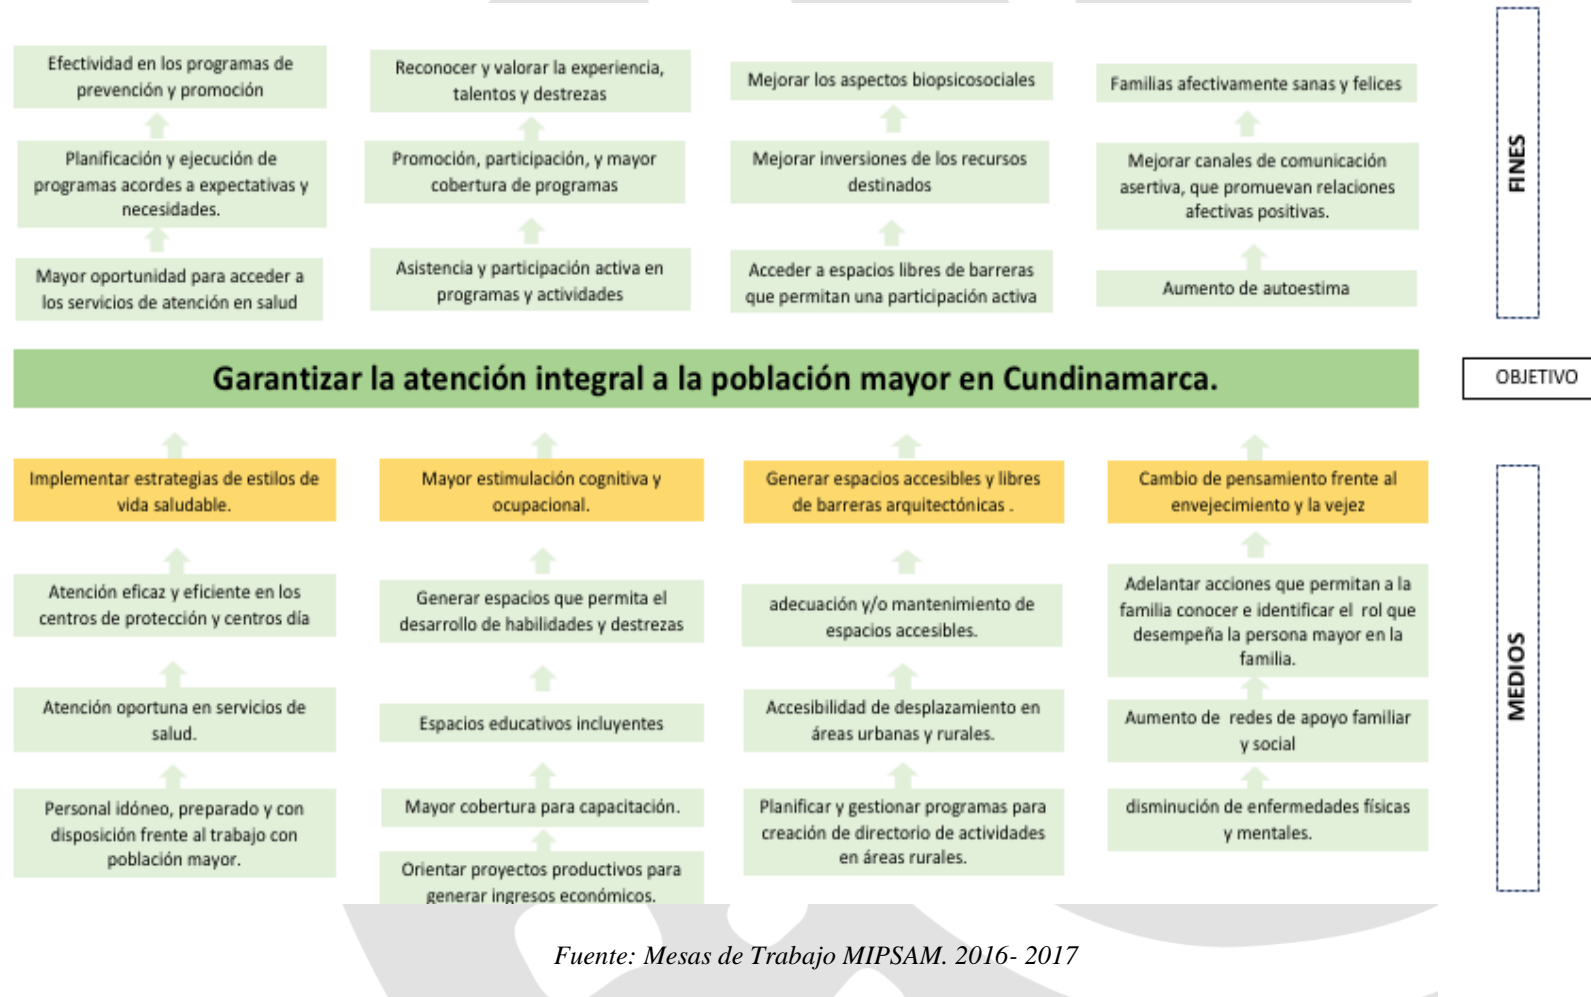 Efectividad en los programas de
prevención y promoción
Reconocer y valorar la experiencia,
talentos y destrezas
Mejorar los aspectos biopsicosociales
Familias afectivamente sanas y felices
Planificación y ejecución de
programas acordes a expectativas y
necesidades.
Promoción, participación, y mayor
cobertura de programas
Mejorar inversiones de los recursos
destinados
Mejorar canales de comunicación
asertiva, que promuevan relaciones
afectivas positivas.
Mayor oportunidad para acceder a
los servicios de atención en salud
Asistencia y participación activa en
programas y actividades
Acceder a espacios libres de barreras
que permitan una participación activa
Aumento de autoestima
FINES
Garantizar la atención integral a la población mayor en Cundinamarca.
OBJETIVO
Implementar estrategias de estilos de
vida saludable.
Mayor estimulación cognitiva y
ocupacional.
Generar espacios accesibles y libres
de barreras arquitectónicas .
Cambio de pensamiento frente al
envejecimiento y la vejez
Atención eficaz y eficiente en los
centros de protección y centros día
Generar espacios que permita el
desarrollo de habilidades y destrezas
adecuación y/o mantenimiento de
espacios accesibles.
Adelantar acciones que permitan a la
familia conocer e identificar el rol que
desempeña la persona mayor en la
familia.
Atención oportuna en servicios de
salud.
Espacios educativos incluyentes
Accesibilidad de desplazamiento en
áreas urbanas y rurales.
Aumento de redes de apoyo familiar
y social
Personal idóneo, preparado y con
disposición frente al trabajo con
población mayor.
Mayor cobertura para capacitación.
Planificar y gestionar programas para
creación de directorio de actividades
en áreas rurales.
disminución de enfermedades físicas
y mentales.
Orientar proyectos productivos para
generar ingresos económicos.
MEDIOS
Fuente: Mesas de Trabajo MIPSAM. 2016- 2017